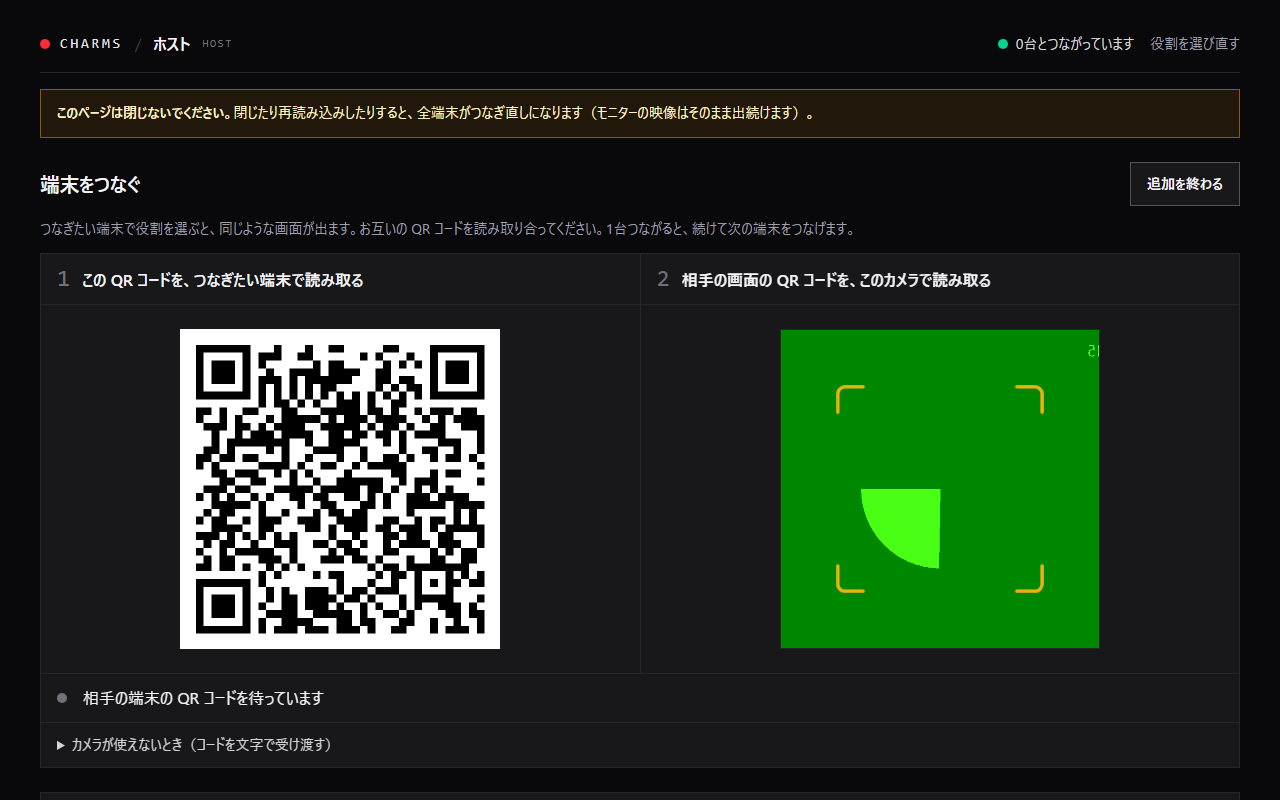 CHARMS / ホスト HOST
0台とつながっています 役割を選び直す
このページは閉じないでください。閉じたり再読み込みしたりすると、全端末がつなぎ直しになります（モニターの映像はそのまま出続けます）。
端末をつなぐ
追加を終わる
つなぎたい端末で役割を選ぶと、同じような画面が出ます。お互いの QR コードを読み取り合ってください。1台つながると、続けて次の端末をつなげます。
1 この QR コードを、つなぎたい端末で読み取る
2 相手の画面の QR コードを、このカメラで読み取る
相手の端末の QR コードを待っています
▶ カメラが使えないとき（コードを文字で受け渡す）